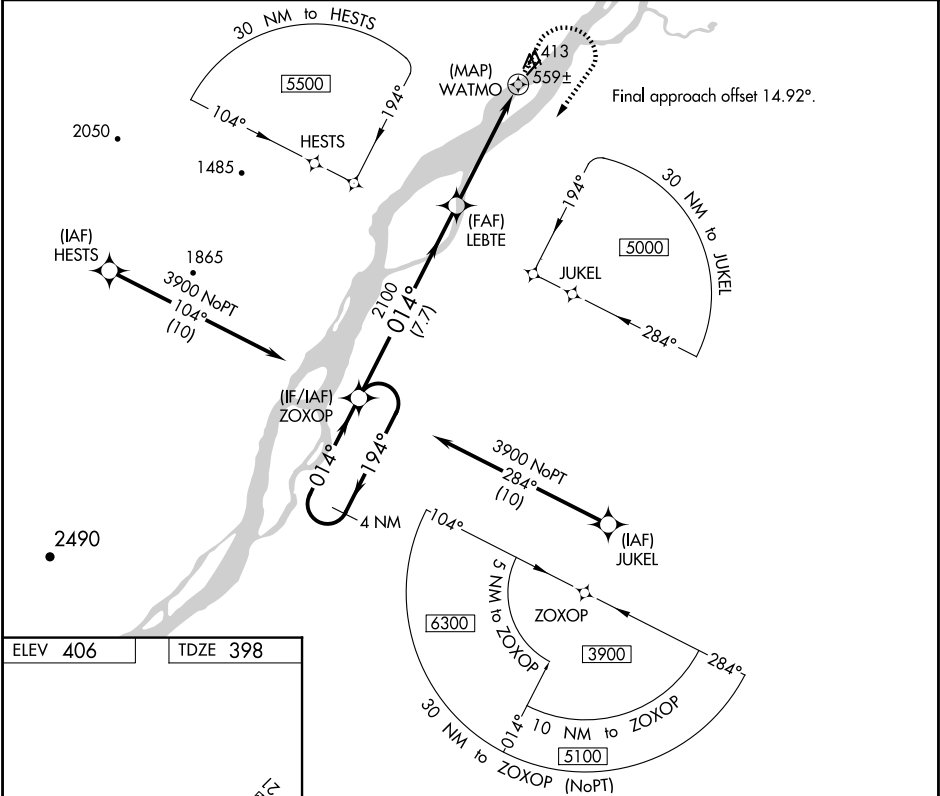 30 NM to HESTS
5500
104°
194°
HESTS
2050
1485
(MAP)
WATMO
413
559±
Final approach offset 14.92°.
194°
30 NM to JUKEL
5000
JUKEL
284°
(FAF)
LEBTE
(IAF)
HESTS
1865
3900 NoPT
104°
(10)
2100
014°
(7.7)
(IF/IAF)
ZOXOP
014°
194°
4 NM
3900 NoPT
284°
(10)
(IAF)
JUKEL
2490
104°
5 NM to ZOXOP
ZOXOP
6300
3900
284°
014°
10 NM to ZOXOP
5100
30 NM to ZOXOP (NoPT)
ELEV 406
TDZE 398